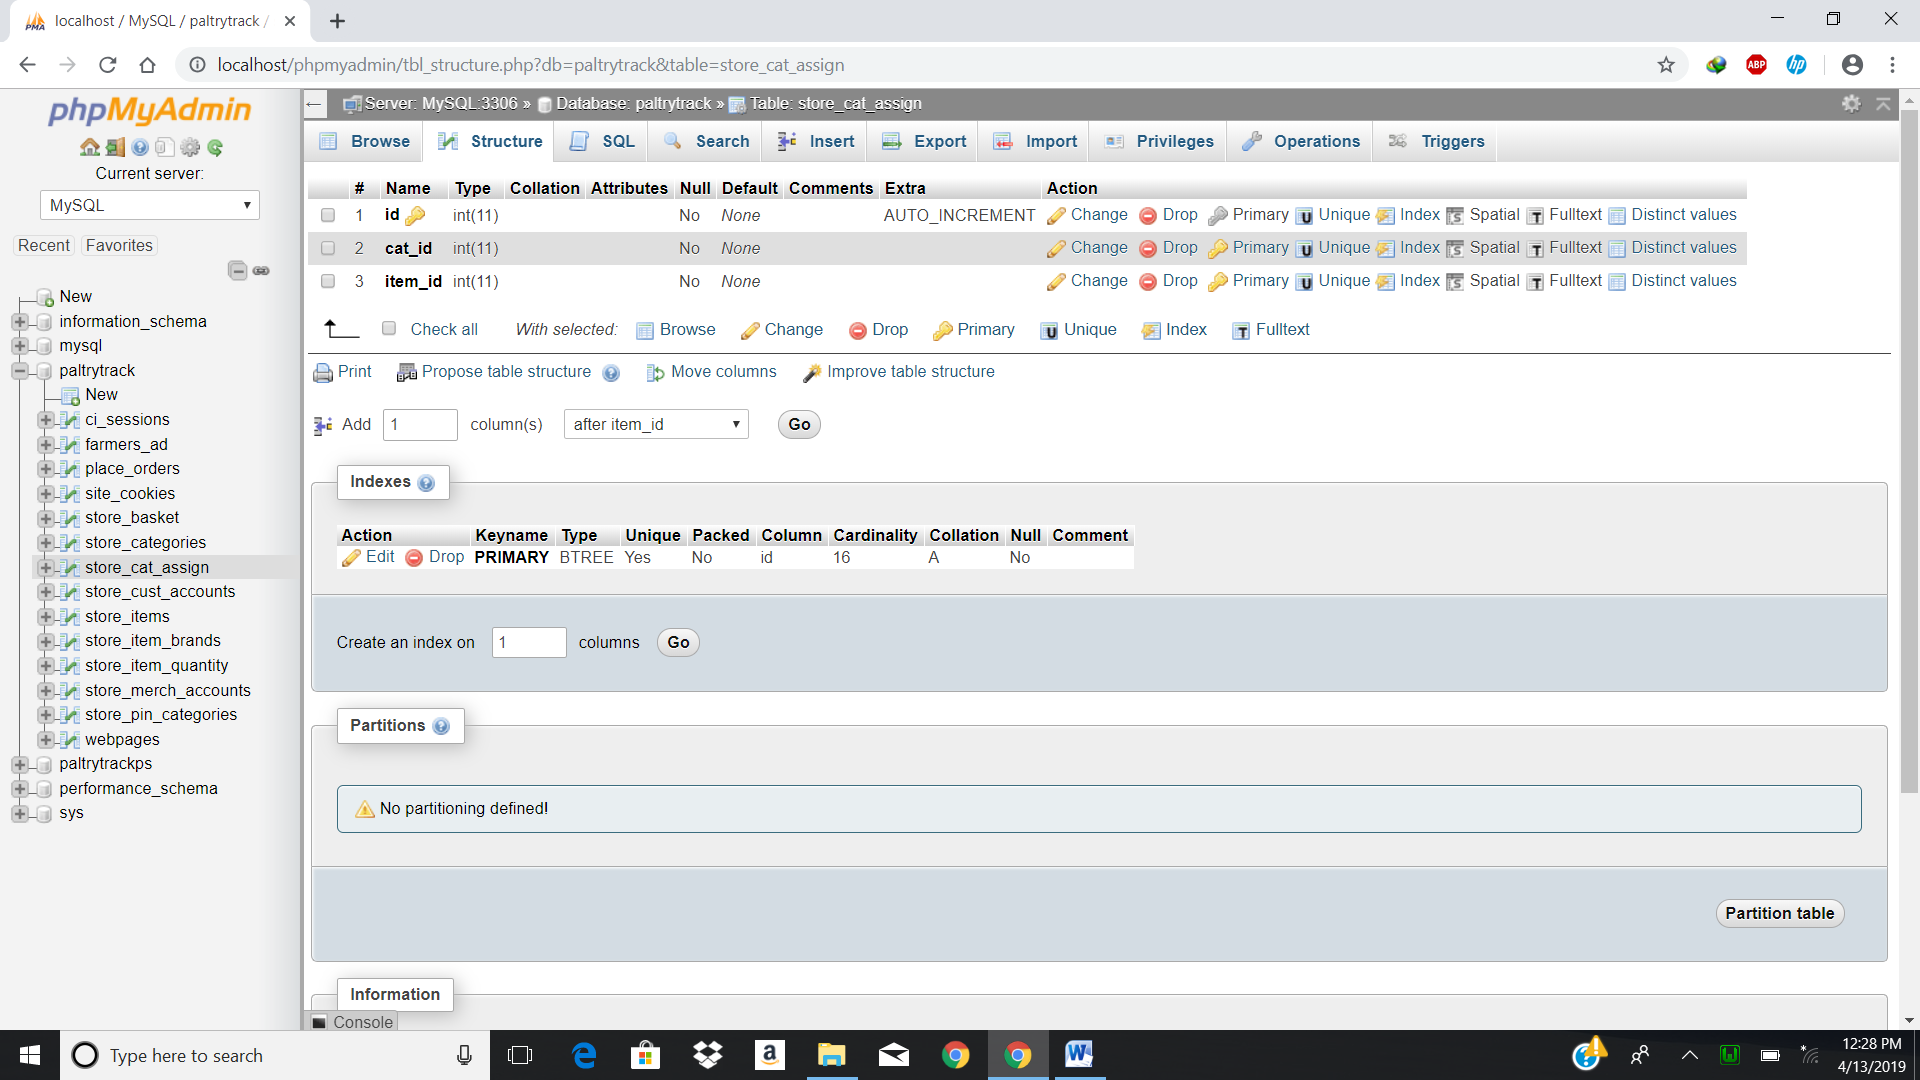 localhost / MySQL / paltrytrack /
localhost/phpmyadmin/tbl_structure.php?db=paltrytrack&table=store_cat_assign
ABP
hp
phpMyAdmin
Current server:
MySQL
Recent Favorites
New
information_schema
mysql
paltrytrack
New
ci_sessions
farmers_ad
place_orders
site_cookies
store_basket
store_categories
store_cat_assign
store_cust_accounts
store_items
store_item_brands
store_item_quantity
store_merch_accounts
store_pin_categories
webpages
paltrytrackps
performance_schema
sys
Server: MySQL:3306 » Database: paltrytrack » Table: store_cat_assign
Browse Structure SQL Search Insert Export Import Privileges Operations Triggers
# Name Type Collation Attributes Null Default Comments Extra Action
1 id int(11) No None AUTO_INCREMENT Change Drop Primary Unique Index Spatial Fulltext Distinct values
2 cat_id int(11) No None Change Drop Primary Unique Index Spatial Fulltext Distinct values
3 item_id int(11) No None Change Drop Primary Unique Index Spatial Fulltext Distinct values
Check all With selected: Browse Change Drop Primary Unique Index Fulltext
Print Propose table structure Move columns Improve table structure
Add 1 column(s) after item_id Go
Indexes
Action Keyname Type Unique Packed Column Cardinality Collation Null Comment
Edit Drop PRIMARY BTREE Yes No id 16 A No
Create an index on 1 columns Go
Partitions
No partitioning defined!
Partition table
Information
Console
Type here to search
12:28 PM
4/13/2019